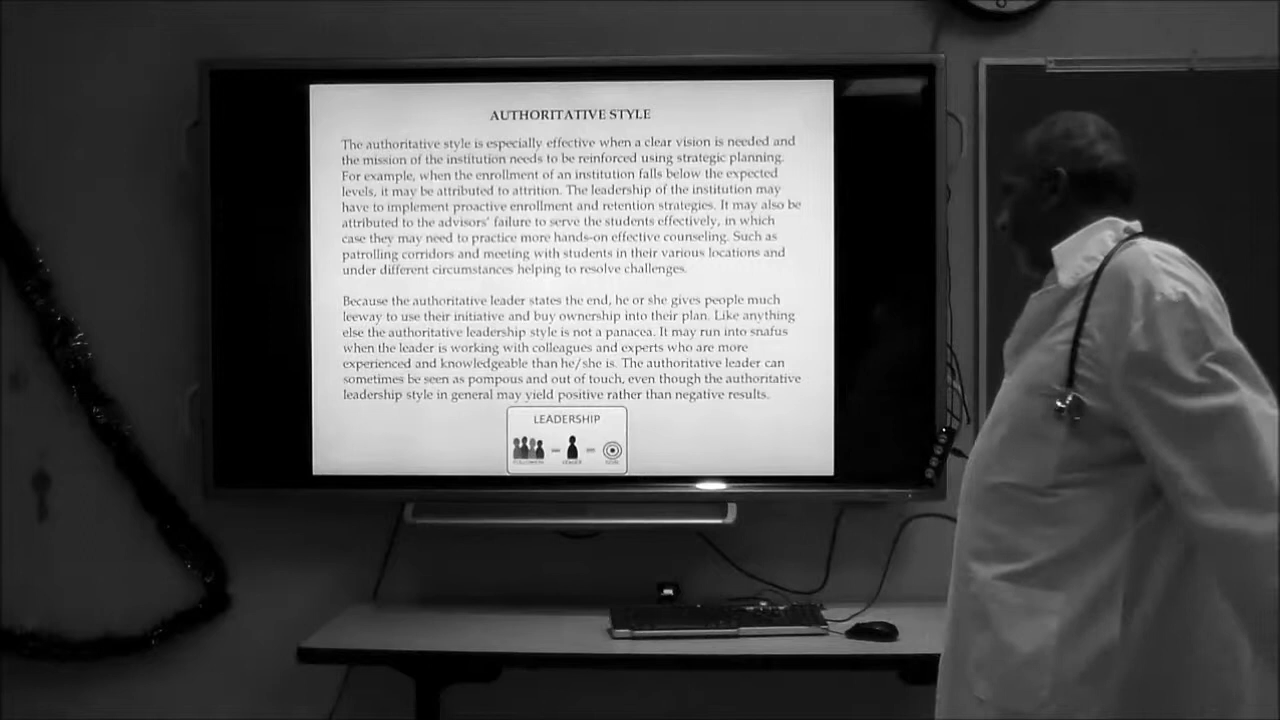 AUTHORITATIVE STYLE
The authoritative style is especially effective when a clear vision is needed and
the mission of the institution needs to be reinforced using strategic planning.
For example, when the enrollment of an institution falls below the expected
levels, it may be attributed to attrition. The leadership of the institution may
have to implement proactive enrollment and retention strategies. It may also be
attributed to the advisors' failure to serve the students effectively, in which
case they may need to practice more hands-on effective counseling. Such as
patrolling corridors and meeting with students in their various locations and
under different circumstances helping to resolve challenges.
Because the authoritative leader states the end, he or she gives people much
leeway to use their initiative and buy ownership into their plan. Like anything
else the authoritative leadership style is not a panacea. It may run into snafus
when the leader is working with colleagues and experts who are more
experienced and knowledgeable than he/she is. The authoritative leader can
sometimes be seen as pompous and out of touch, even though the authoritative
leadership style in general may yield positive rather than negative results.
LEADERSHIP